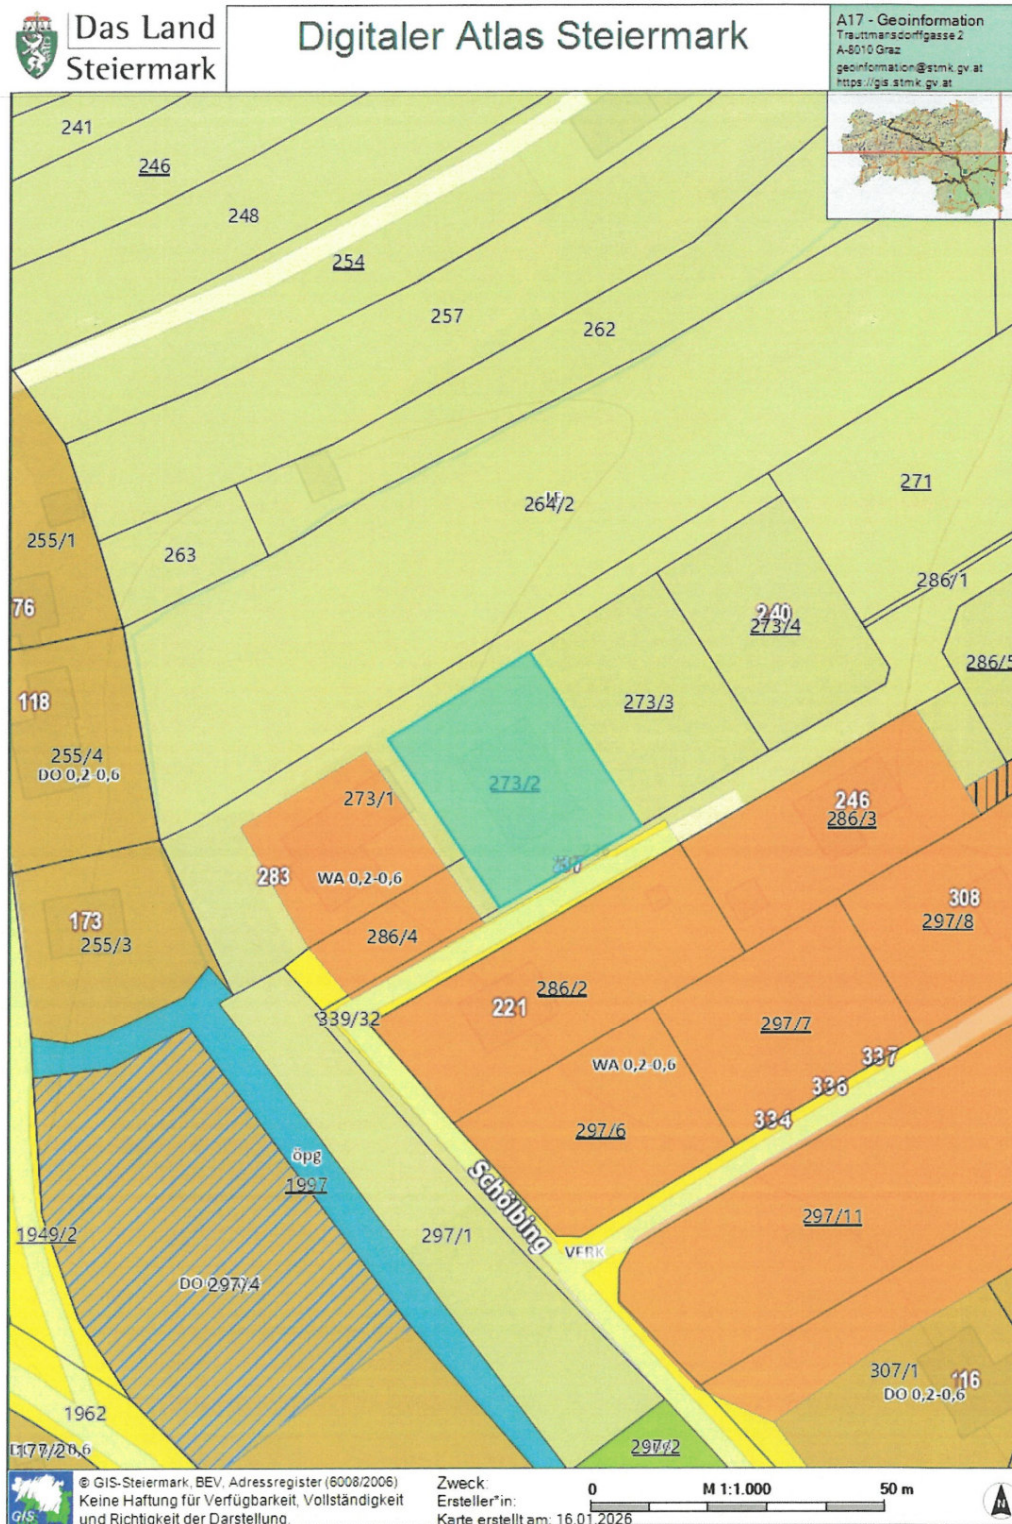 Das Land
Steiermark
Digitaler Atlas Steiermark
A17 - Geoinformation
Trauttmansdorffgasse 2
A-8010 Graz
geoinformation@stmk.gv.at
https://gis.stmk.gv.at
241
246
248
254
257
262
271
264/2
263
255/1
286/1
76
240
273/4
286/5
118
273/3
255/4
DO 0,2-0,6
273/2
273/1
246
286/3
283
WA 0,2-0,6
308
297/8
173
255/3
286/4
286/2
221
339/32
297/7
337
WA 0,2-0,6
336
334
297/6
öpg
1997
Schölbing
297/11
1949/2
297/1
VERK
DO
297/4
307/1
116
DO 0,2-0,6
1962
297/2
177/2
GIS
© GIS-Steiermark, BEV, Adressregister (6008/2006)
Keine Haftung für Verfügbarkeit, Vollständigkeit
und Richtigkeit der Darstellung.
Zweck:
Ersteller*in:
Karte erstellt am: 16.01.2026
0 M 1:1.000 50 m
N